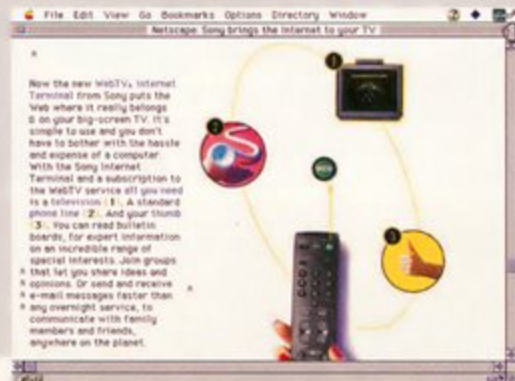 File Edit View Go Bookmarks Options Directory Window
Netscape: Sony brings the Internet to your TV
Now the new WebTV, Internet
Terminal from Sony puts the
Web where it really belongs
on your big-screen TV. It's
simple to use and you don't
have to bother with the hassle
and expense of a computer.
With the Sony Internet
Terminal and a subscription to
the WebTV service all you need
is a television (1). A standard
phone line (2). And your thumb
(3). You can read bulletin
boards, for expert information
on an incredible range of
special interests. Join groups
that let you share ideas and
opinions. Or send and receive
e-mail messages faster than
any overnight service, to
communicate with family
members and friends,
anywhere on the planet.